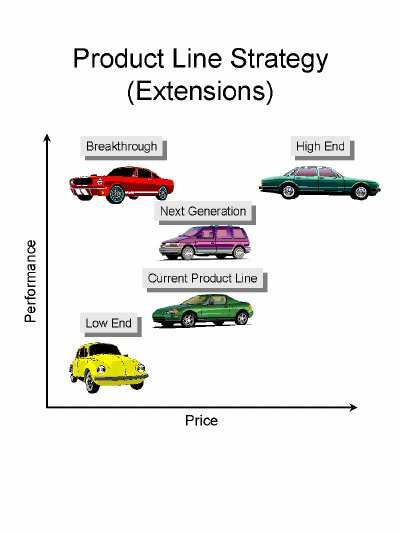 Product Line Strategy
(Extensions)
Breakthrough
High End
Next Generation
Current Product Line
Low End
Performance
Price